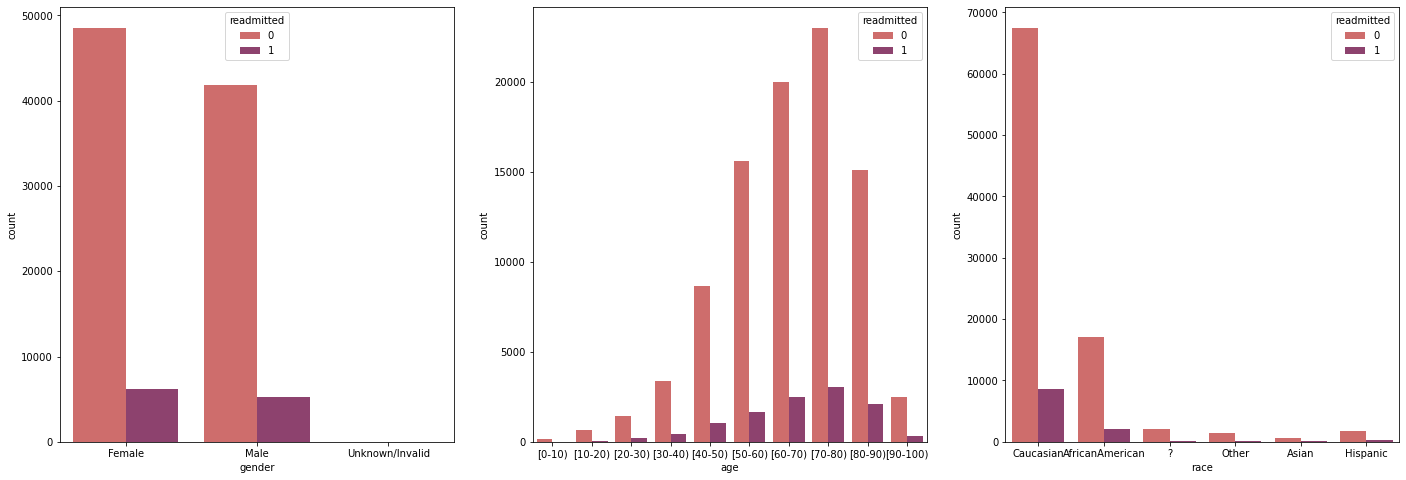 readmitted
0
1
50000
40000
30000
20000
10000
0
count
Female Male Unknown/Invalid
gender
readmitted
0
1
20000
15000
10000
5000
0
count
[0-10) [10-20) [20-30) [30-40) [40-50) [50-60) [60-70) [70-80) [80-90) [90-100)
age
readmitted
0
1
70000
60000
50000
40000
30000
20000
10000
0
count
Caucasian AfricanAmerican ? Other Asian Hispanic
race